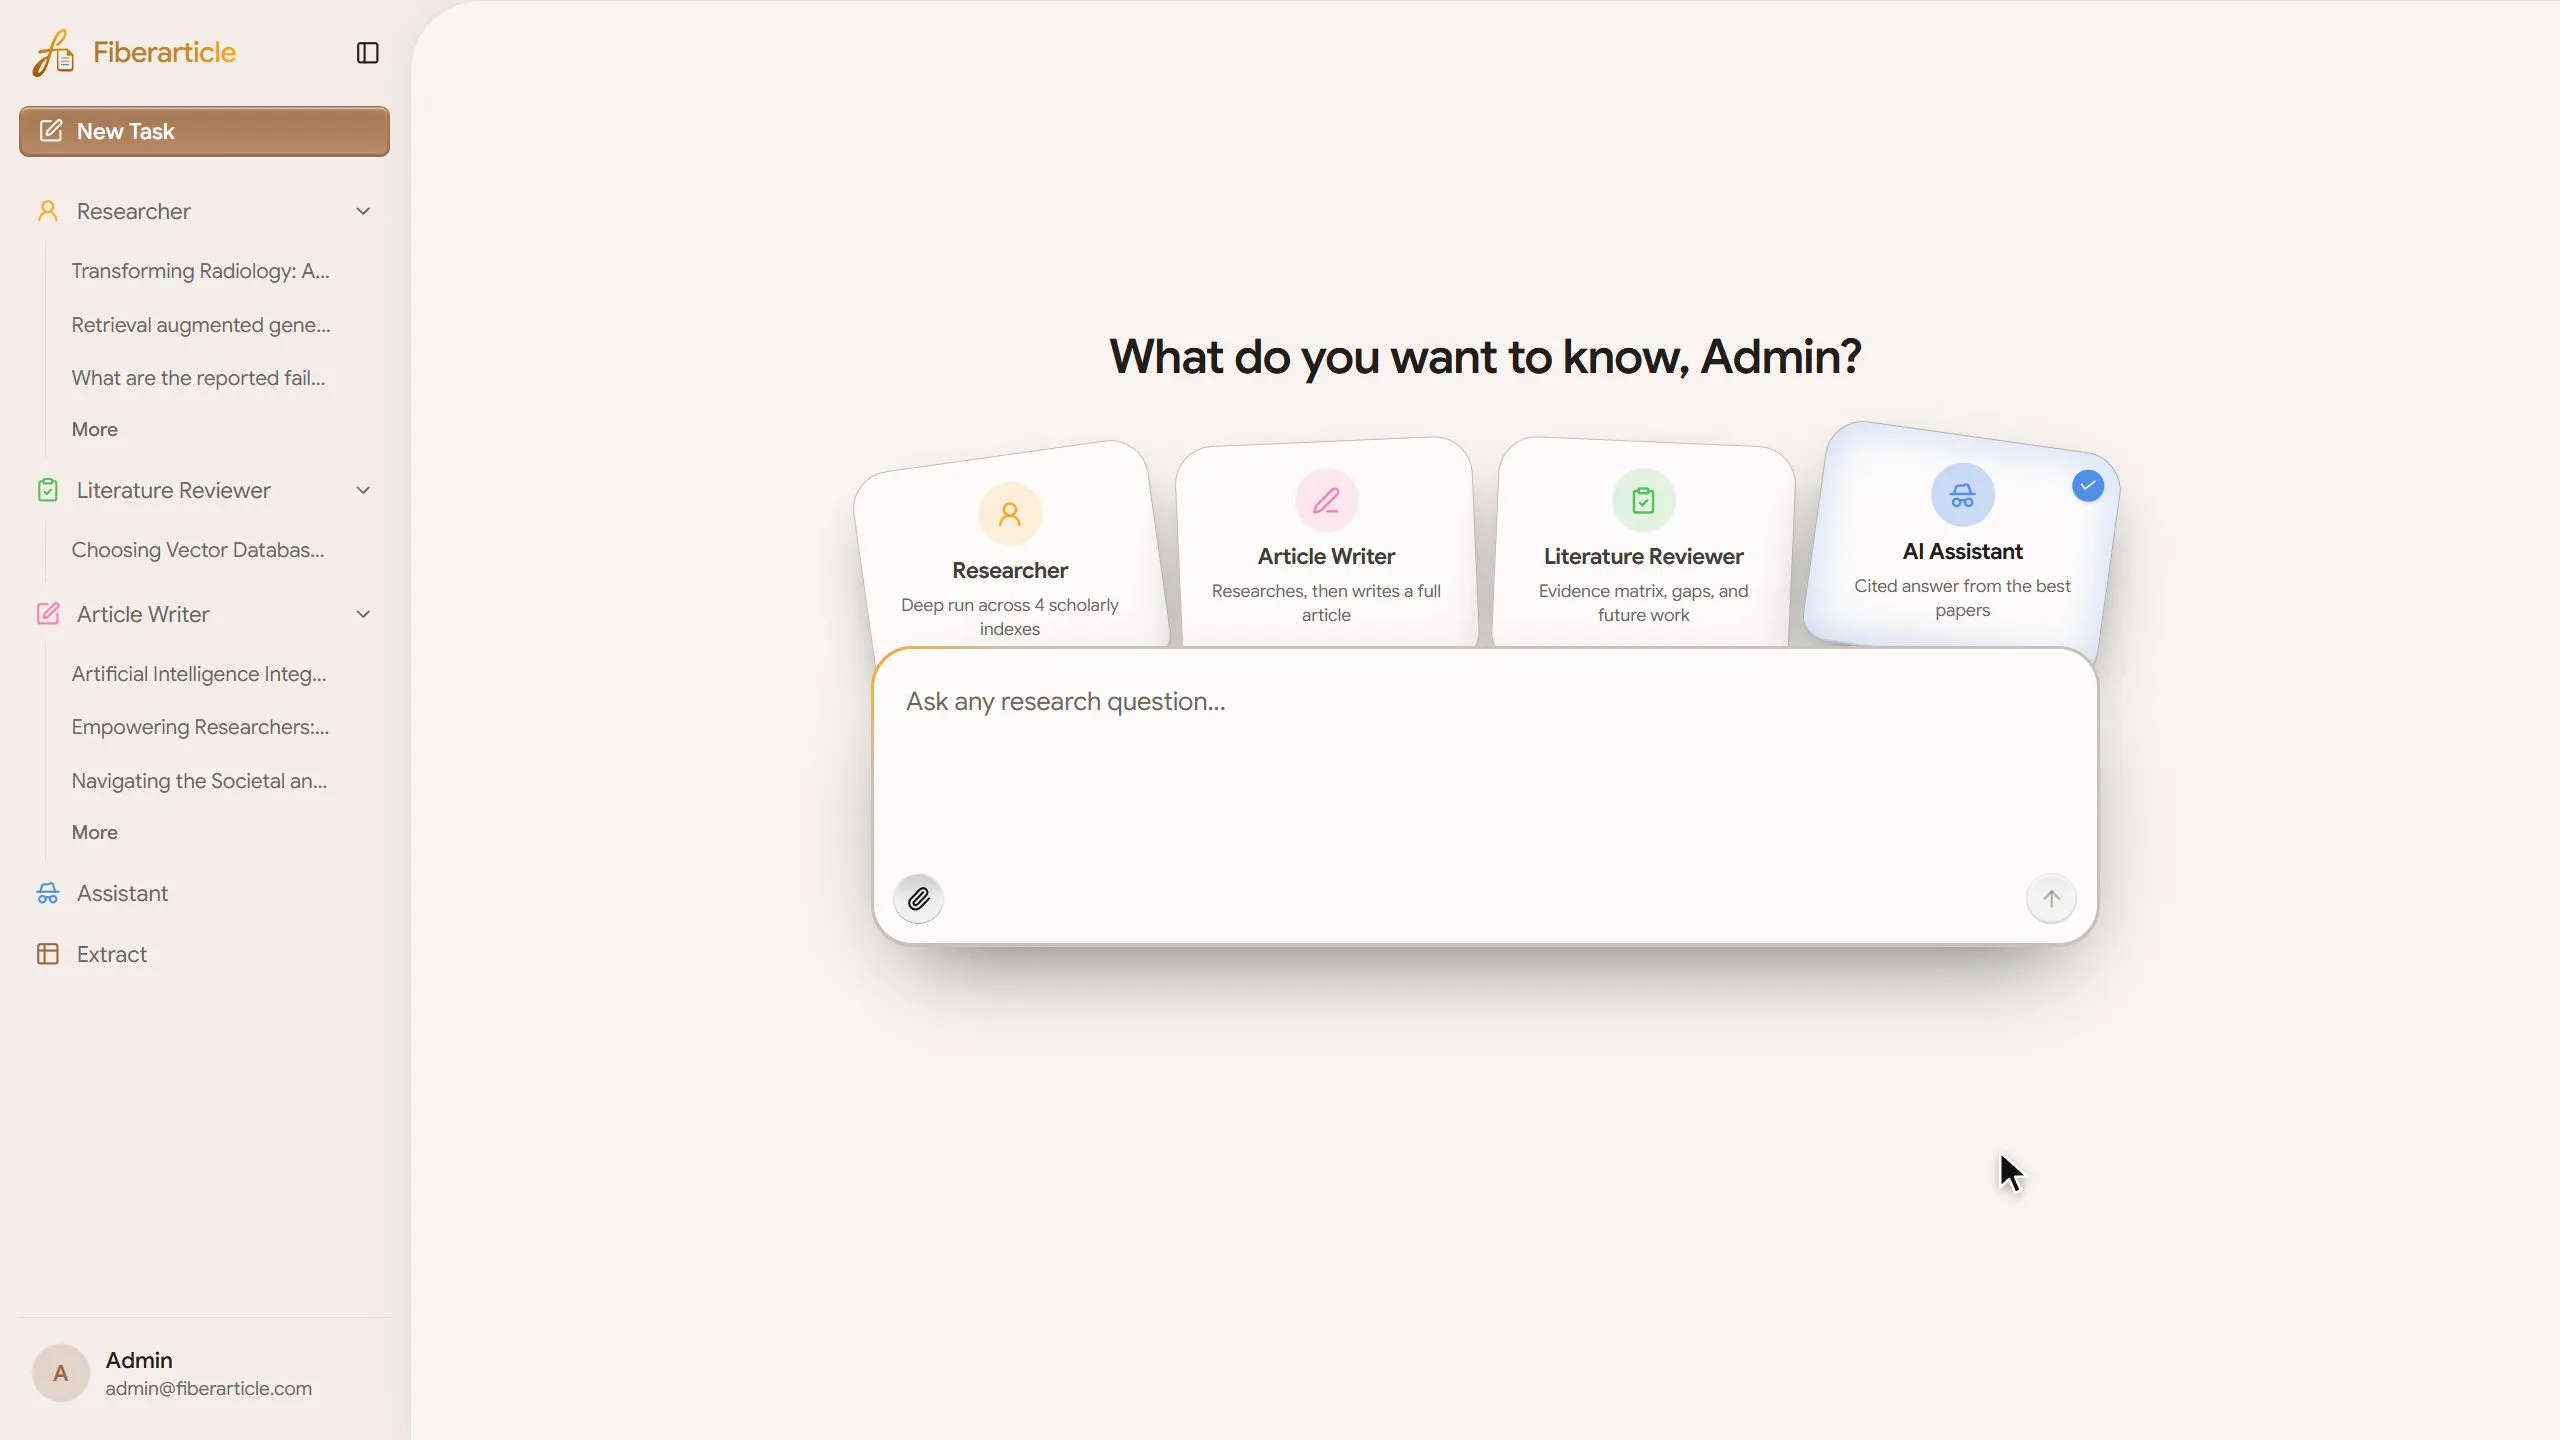 Fiberarticle
New Task
Researcher
Transforming Radiology: A...
Retrieval augmented gene...
What are the reported fail...
More
Literature Reviewer
Choosing Vector Databas...
Article Writer
Artificial Intelligence Integ...
Empowering Researchers:...
Navigating the Societal an...
More
Assistant
Extract
A
Admin
admin@fiberarticle.com
What do you want to know, Admin?
Researcher
Deep run across 4 scholarly
indexes
Article Writer
Researches, then writes a full
article
Literature Reviewer
Evidence matrix, gaps, and
future work
AI Assistant
Cited answer from the best
papers
Ask any research question...